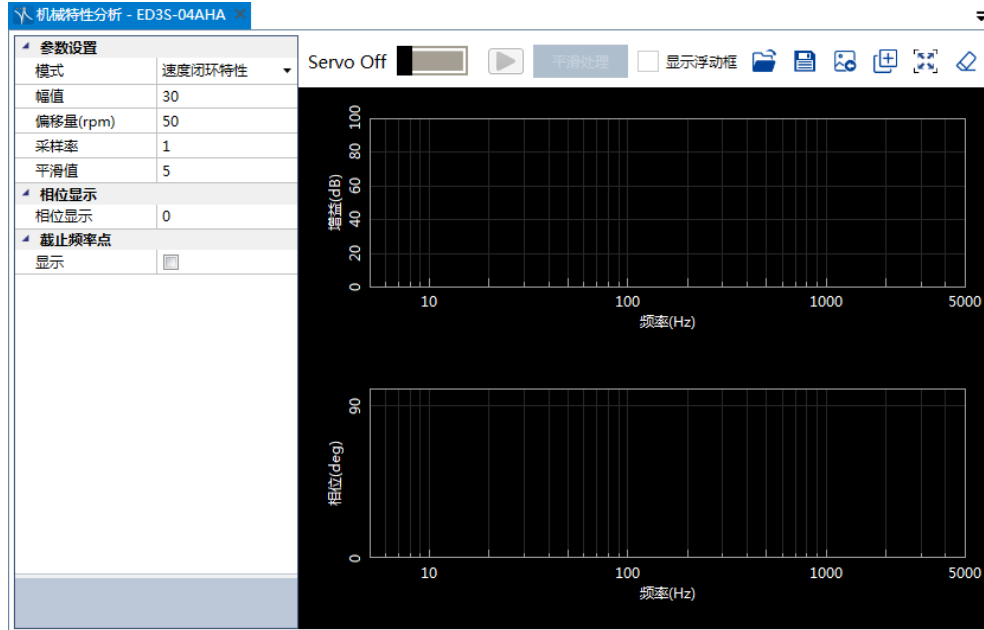 机械特性分析 - ED3S-04AHA
参数设置
模式 速度闭环特性
幅值 30
偏移量(rpm) 50
采样率 1
平滑值 5
相位显示
相位显示 0
截止频率点
显示
Servo Off 平滑处理 显示浮动框
100
80
60
40
20
0
增益(dB)
10 100 1000 5000
频率(Hz)
90
0
相位(deg)
10 100 1000 5000
频率(Hz)